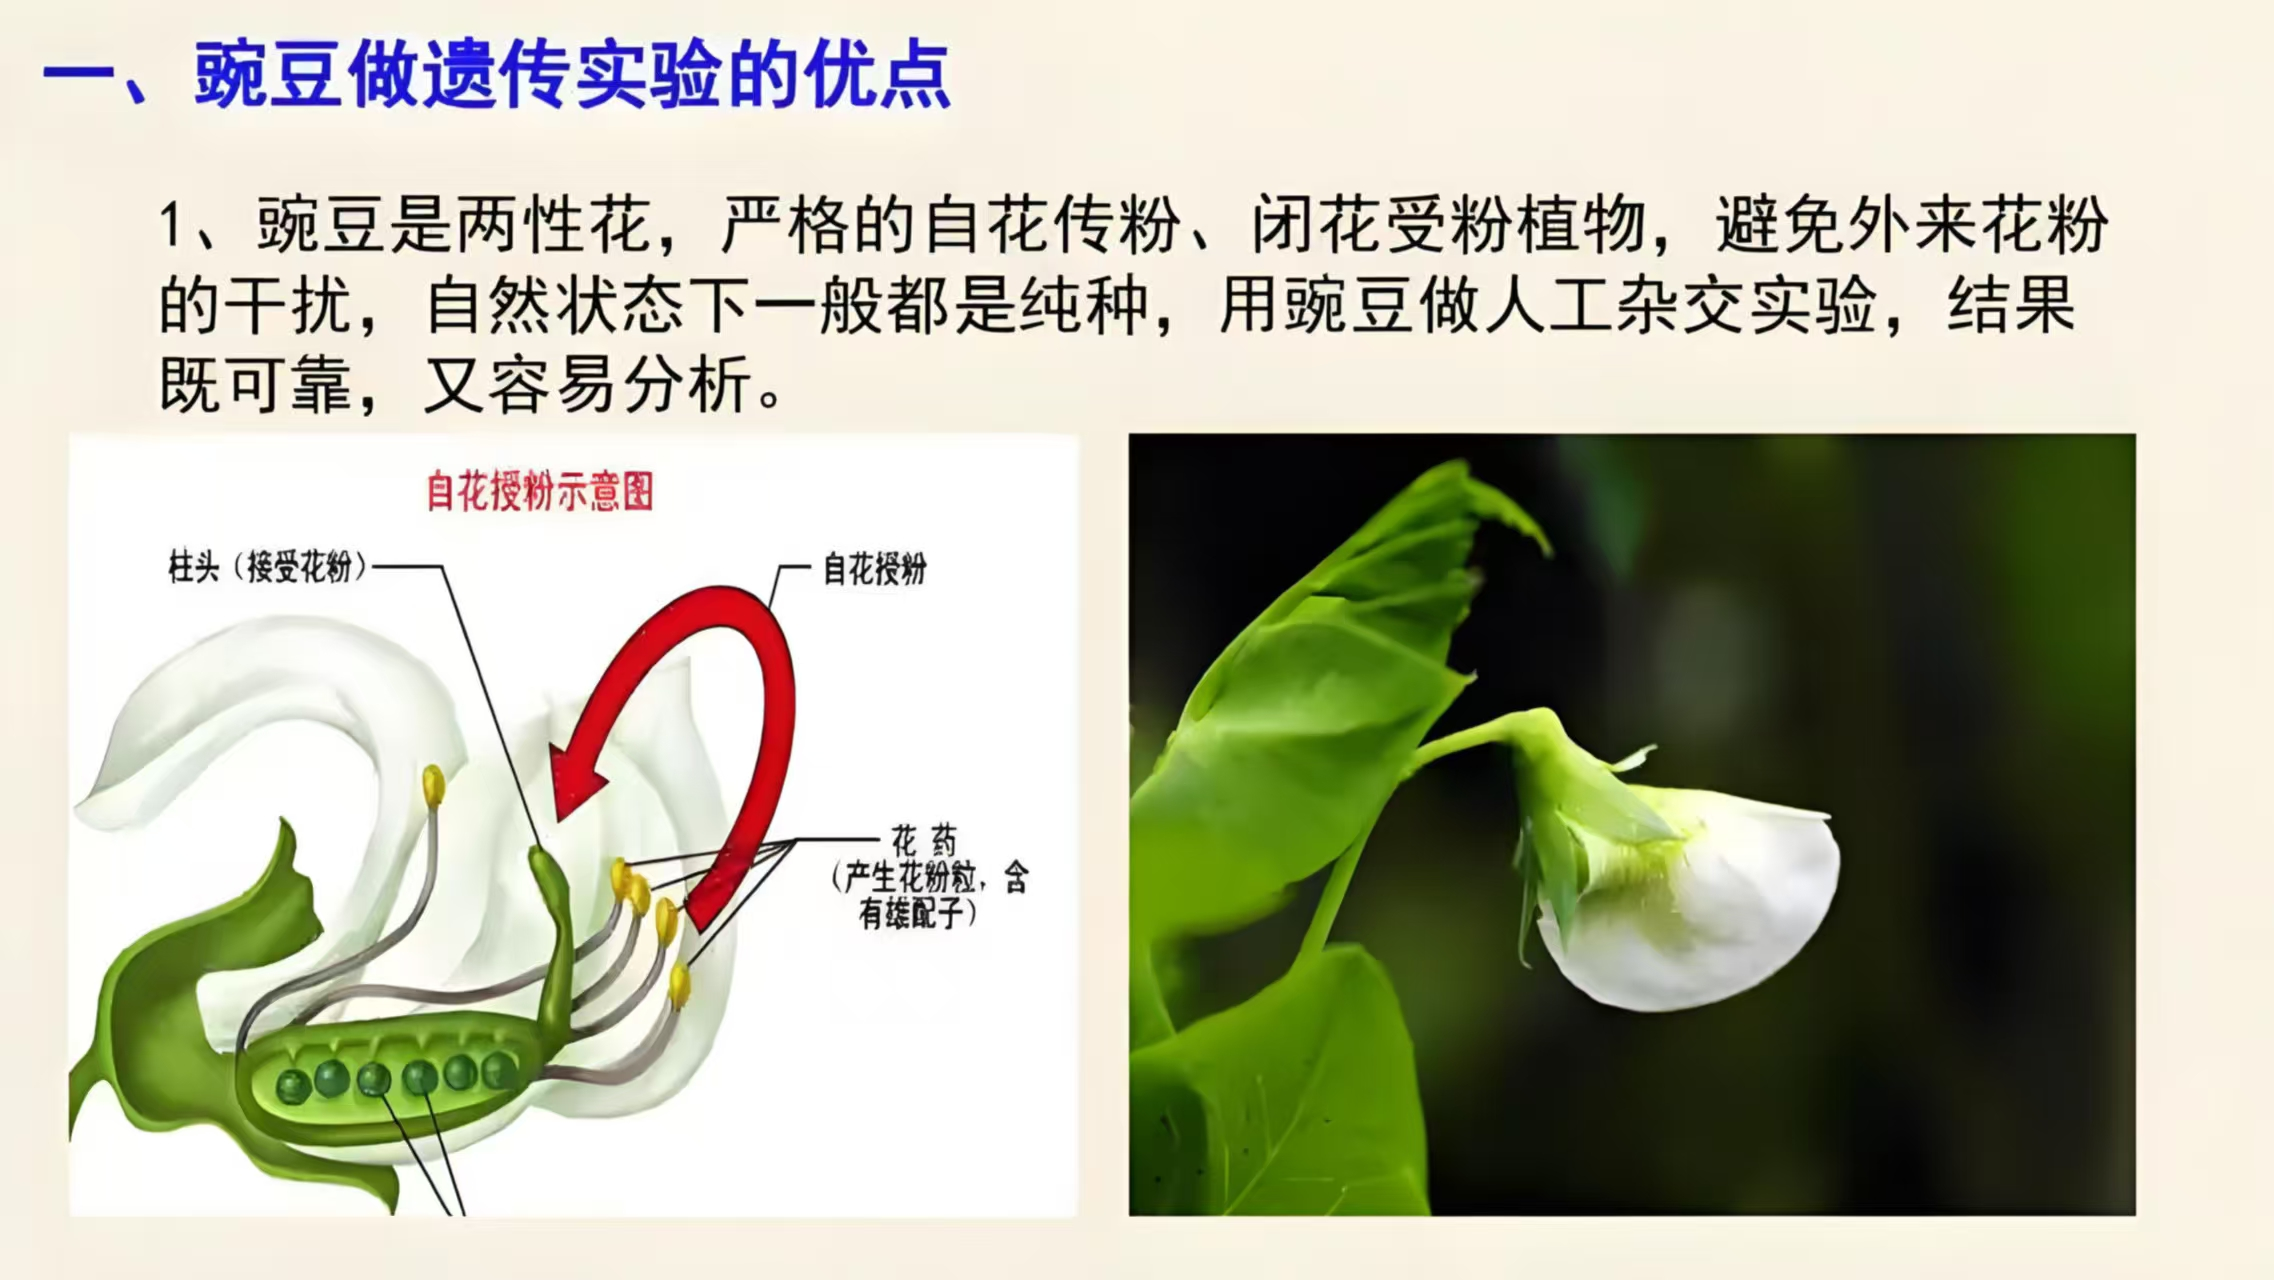 一、豌豆做遗传实验的优点
1、豌豆是两性花，严格的自花传粉、闭花受粉植物，避免外来花粉
的干扰，自然状态下一般都是纯种，用豌豆做人工杂交实验，结果
既可靠，又容易分析。
自花授粉示意图
柱头（接受花粉）
自花授粉
花 药
（产生花粉粒，含
有雄配子）